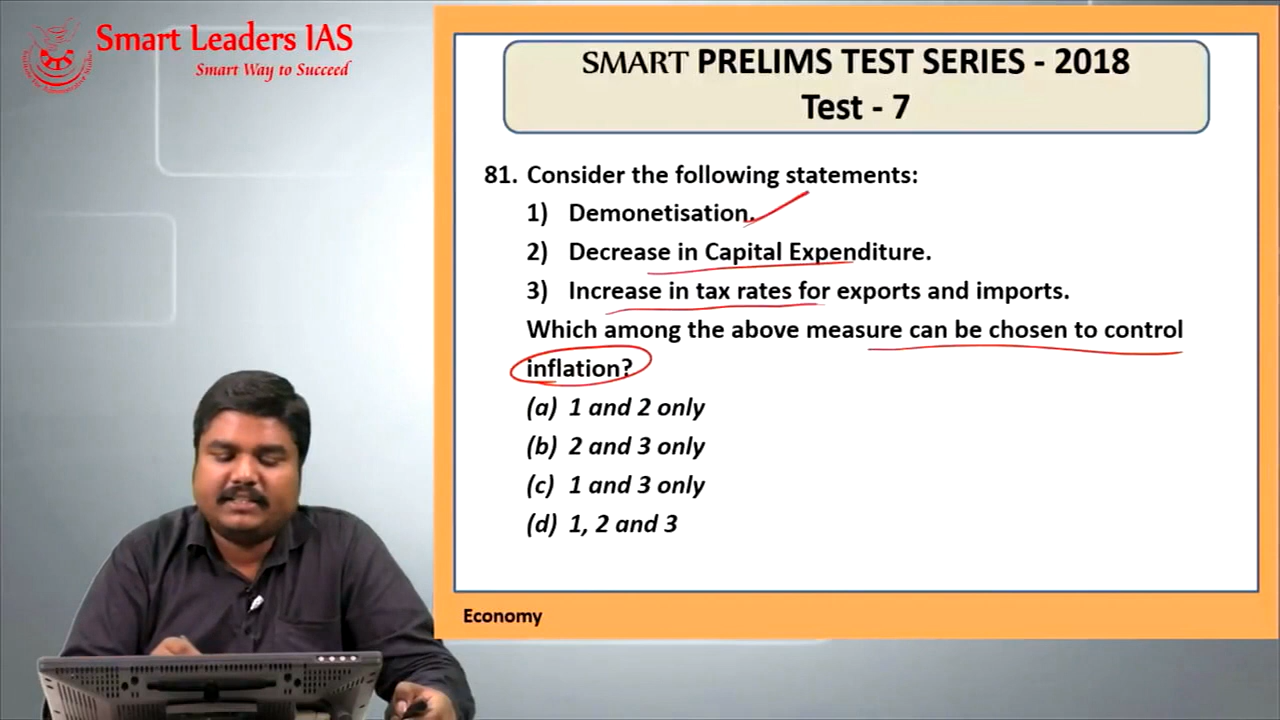 Smart Leaders IAS
Smart Way to Succeed
SMART PRELIMS TEST SERIES - 2018
Test - 7
81. Consider the following statements:
1) Demonetisation.
2) Decrease in Capital Expenditure.
3) Increase in tax rates for exports and imports.
Which among the above measure can be chosen to control
inflation?
(a) 1 and 2 only
(b) 2 and 3 only
(c) 1 and 3 only
(d) 1, 2 and 3
Economy